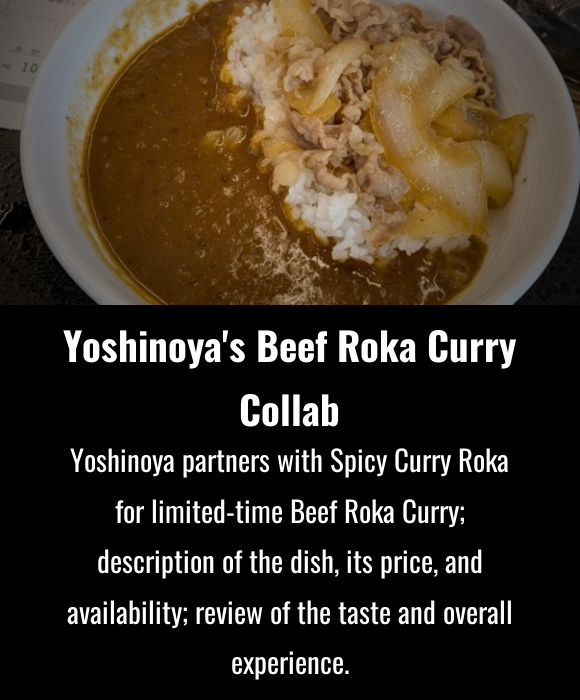 10
Yoshinoya's Beef Roka Curry
Collab
Yoshinoya partners with Spicy Curry Roka
for limited-time Beef Roka Curry;
description of the dish, its price, and
availability; review of the taste and overall
experience.